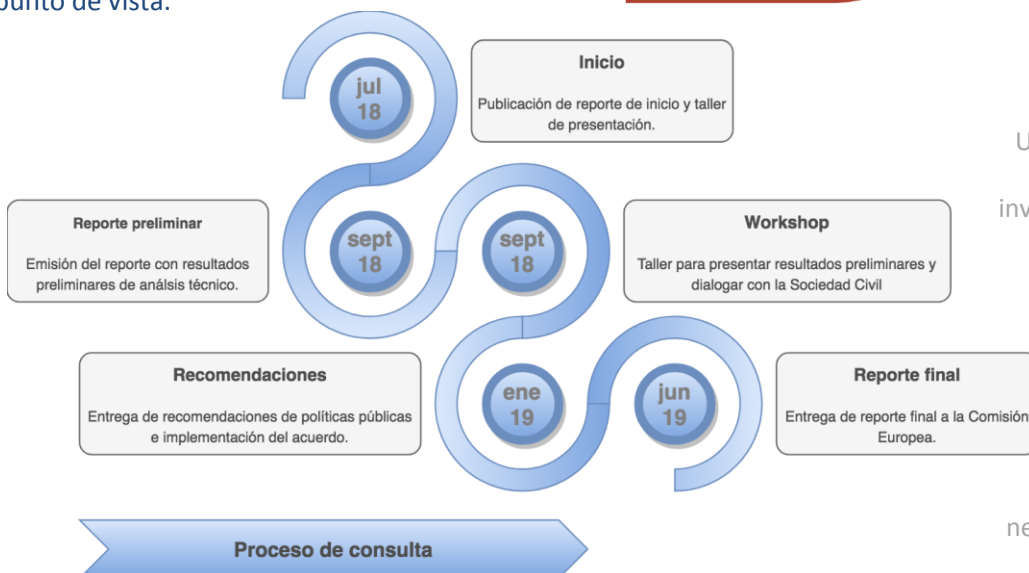 punto de vista.
jul
18
Inicio
Publicación de reporte de inicio y taller
de presentación.
Reporte preliminar
Emisión del reporte con resultados
preliminares de análsis técnico.
sept
18
sept
18
Workshop
Taller para presentar resultados preliminares y
dialogar con la Sociedad Civil
Recomendaciones
Entrega de recomendaciones de políticas públicas
e implementación del acuerdo.
ene
19
jun
19
Reporte final
Entrega de reporte final a la Comisión
Europea.
Proceso de consulta